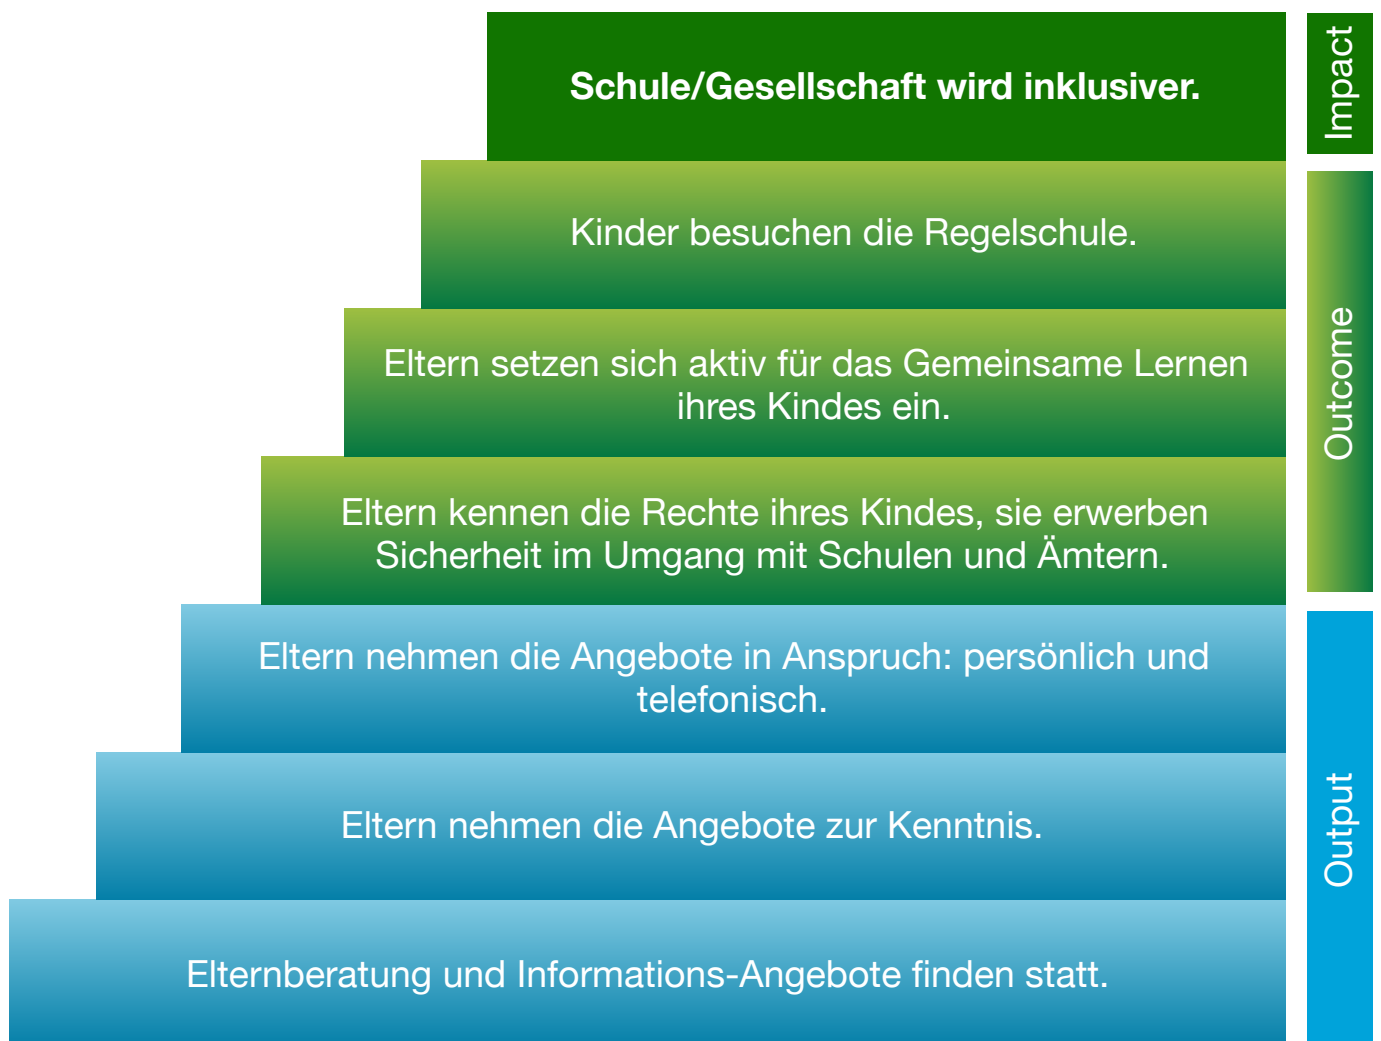 Schule/Gesellschaft wird inklusiver.
Impact
Kinder besuchen die Regelschule.
Eltern setzen sich aktiv für das Gemeinsame Lernen
ihres Kindes ein.
Outcome
Eltern kennen die Rechte ihres Kindes, sie erwerben
Sicherheit im Umgang mit Schulen und Ämtern.
Eltern nehmen die Angebote in Anspruch: persönlich und
telefonisch.
Eltern nehmen die Angebote zur Kenntnis.
Output
Elternberatung und Informations-Angebote finden statt.